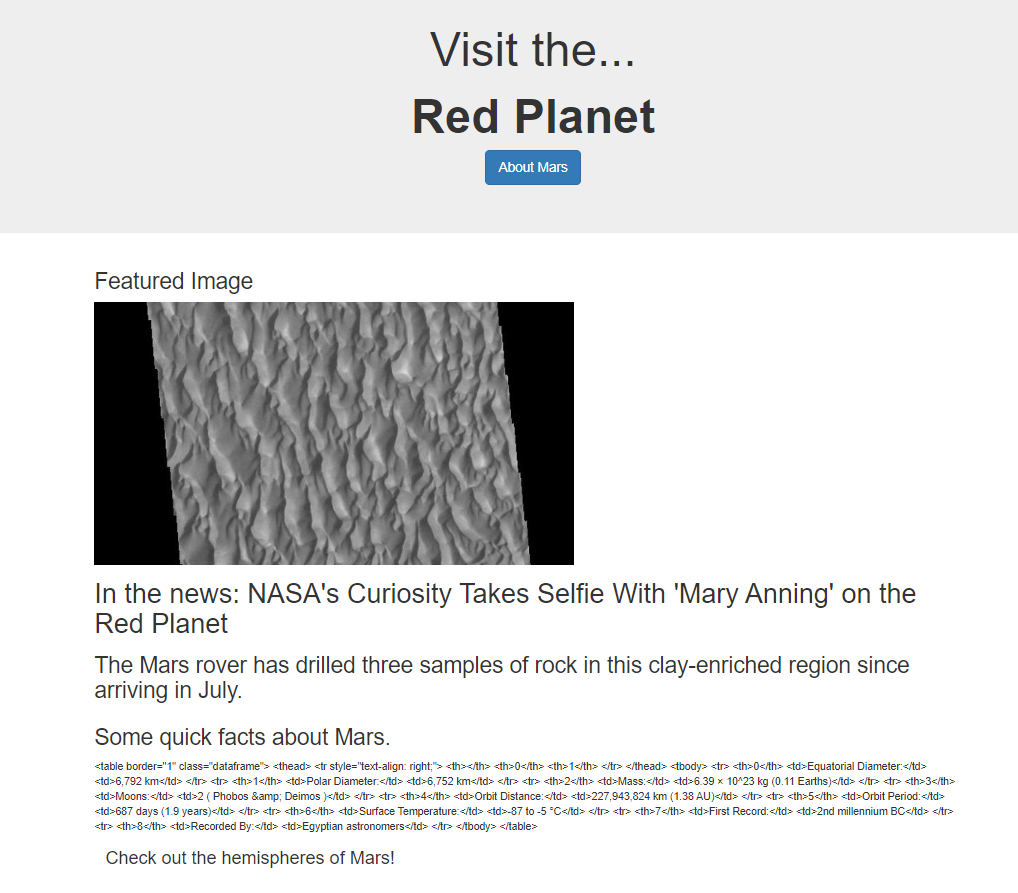 Visit the...
Red Planet
About Mars
Featured Image
In the news: NASA's Curiosity Takes Selfie With 'Mary Anning' on the
Red Planet
The Mars rover has drilled three samples of rock in this clay-enriched region since
arriving in July.
Some quick facts about Mars.
<table border="1" class="dataframe"> <thead> <tr style="text-align: right;"> <th></th> <th>0</th> <th>1</th> </tr> </thead> <tbody> <tr> <th>0</th> <td>Equatorial Diameter:</td>
<td>6,792 km</td> </tr> <tr> <th>1</th> <td>Polar Diameter:</td> <td>6,752 km</td> </tr> <tr> <th>2</th> <td>Mass:</td> <td>6.39 × 10^23 kg (0.11 Earths)</td> </tr> <tr> <th>3</th>
<td>Moons:</td> <td>2 ( Phobos &amp; Deimos )</td> </tr> <tr> <th>4</th> <td>Orbit Distance:</td> <td>227,943,824 km (1.38 AU)</td> </tr> <tr> <th>5</th> <td>Orbit Period:</td>
<td>687 days (1.9 years)</td> </tr> <tr> <th>6</th> <td>Surface Temperature:</td> <td>-87 to -5 °C</td> </tr> <tr> <th>7</th> <td>First Record:</td> <td>2nd millennium BC</td> </tr>
<tr> <th>8</th> <td>Recorded By:</td> <td>Egyptian astronomers</td> </tr> </tbody> </table>
Check out the hemispheres of Mars!